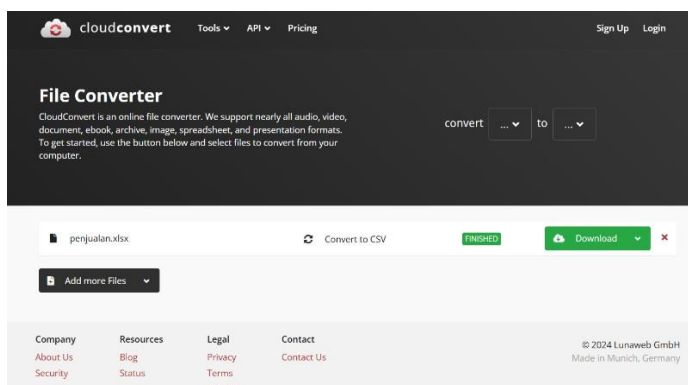 cloudconvert Tools API Pricing Sign Up Login
File Converter
CloudConvert is an online file converter. We support nearly all audio, video,
document, ebook, archive, image, spreadsheet, and presentation formats.
To get started, use the button below and select files to convert from your
computer.
convert ... to ...
penjualan.xlsx Convert to CSV FINISHED Download
Add more Files
Company Resources Legal Contact
About Us Blog Privacy Contact Us
Security Status Terms
© 2024 Lunaweb GmbH
Made in Munich, Germany